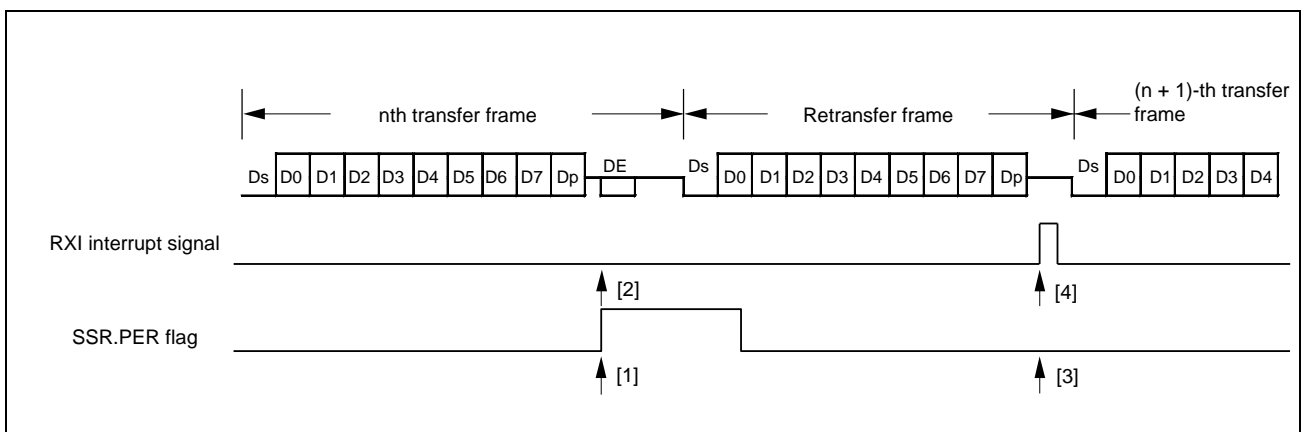 nth transfer frame
Retransfer frame
(n + 1)-th transfer
frame
Ds D0 D1 D2 D3 D4 D5 D6 D7 Dp DE Ds D0 D1 D2 D3 D4 D5 D6 D7 Dp Ds D0 D1 D2 D3 D4
RXI interrupt signal
[2]
[4]
SSR.PER flag
[1]
[3]